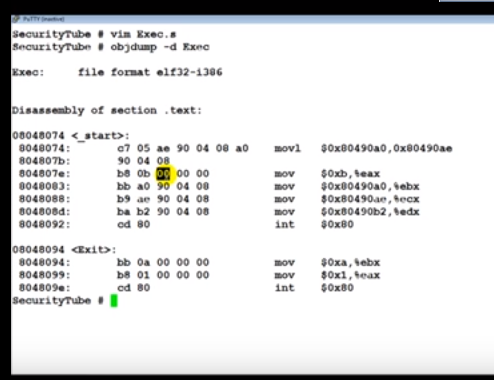 PuTTY (inactive)
SecurityTube # vim Exec.s
SecurityTube # objdump -d Exec
Exec: file format elf32-i386
Disassembly of section .text:
08048074 <_start>:
8048074: c7 05 ae 90 04 08 a0 movl $0x80490a0,0x80490ae
804807b: 90 04 08
804807e: b8 0b 00 00 00 mov $0xb,%eax
8048083: bb a0 90 04 08 mov $0x80490a0,%ebx
8048088: b9 ae 90 04 08 mov $0x80490ae,%ecx
804808d: ba b2 90 04 08 mov $0x80490b2,%edx
8048092: cd 80 int $0x80
08048094 <Exit>:
8048094: bb 0a 00 00 00 mov $0xa,%ebx
8048099: b8 01 00 00 00 mov $0x1,%eax
804809e: cd 80 int $0x80
SecurityTube #